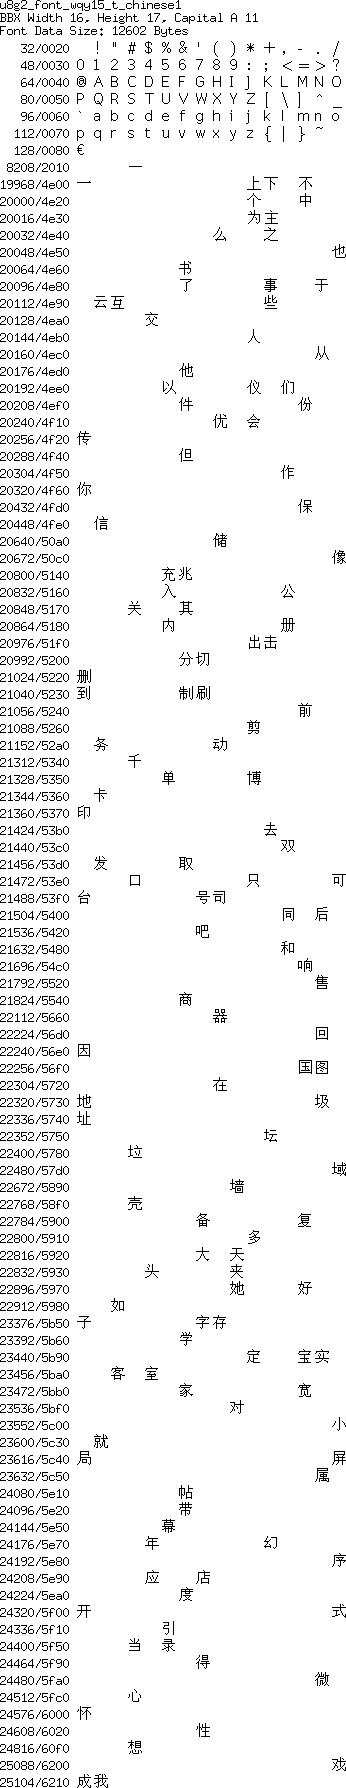 u8g2_font_wqy15_t_chinese1
BBX Width 16, Height 17, Capital A 11
Font Data Size: 12602 Bytes
32/0020 ! " # $ % & ' ( ) * + , - . /
48/0030 0 1 2 3 4 5 6 7 8 9 : ; < = > ?
64/0040 @ A B C D E F G H I J K L M N O
80/0050 P Q R S T U V W X Y Z [ \ ] ^ _
96/0060 ` a b c d e f g h i j k l m n o
112/0070 p q r s t u v w x y z { | } ~
128/0080 €
8208/2010 —
19968/4e00 一 上 下 不
20000/4e20 个 中
20016/4e30 为 主
20032/4e40 么 之
20048/4e50 也
20064/4e60 书
20096/4e80 了 事 于
20112/4e90 云 互 些
20128/4ea0 交
20144/4eb0 人
20160/4ec0 从
20176/4ed0 他
20192/4ee0 以 仪 们
20208/4ef0 件 份
20240/4f10 优 会
20256/4f20 传
20288/4f40 但
20304/4f50 作
20320/4f60 你
20432/4fd0 保
20448/4fe0 信
20640/50a0 储
20672/50c0 像
20800/5140 充 兆
20832/5160 入 公
20848/5170 关 其
20864/5180 内 册
20976/51f0 出 击
20992/5200 分 切
21024/5220 删
21040/5230 到 制 刷
21056/5240 前
21088/5260 剪
21152/52a0 务 动
21312/5340 千
21328/5350 单 博
21344/5360 卡
21360/5370 印
21424/53b0 去
21440/53c0 双
21456/53d0 发 取
21472/53e0 口 只 可
21488/53f0 台 号 司
21504/5400 同 后
21536/5420 吧
21632/5480 和
21696/54c0 响
21792/5520 售
21824/5540 商
22112/5660 器
22224/56d0 回
22240/56e0 因
22256/56f0 国 图
22304/5720 在
22320/5730 地 圾
22336/5740 址
22352/5750 坛
22400/5780 垃
22480/57d0 域
22672/5890 墙
22768/58f0 壳
22784/5900 备 复
22800/5910 多
22816/5920 大 天
22832/5930 头 夹
22896/5970 她 好
22912/5980 如
23376/5b50 子 字 存
23392/5b60 学
23440/5b90 定 宝 实
23456/5ba0 客 室
23472/5bb0 家 宽
23536/5bf0 对
23552/5c00 小
23600/5c30 就
23616/5c40 局 屏
23632/5c50 属
24080/5e10 帖
24096/5e20 带
24144/5e50 幕
24176/5e70 年 幻
24192/5e80 序
24208/5e90 应 店
24224/5ea0 度
24320/5f00 开 式
24336/5f10 引
24400/5f50 当 录
24464/5f90 得
24480/5fa0 微
24512/5fc0 心
24576/6000 怀
24608/6020 性
24816/60f0 想
25088/6200 戏
25104/6210 成 我